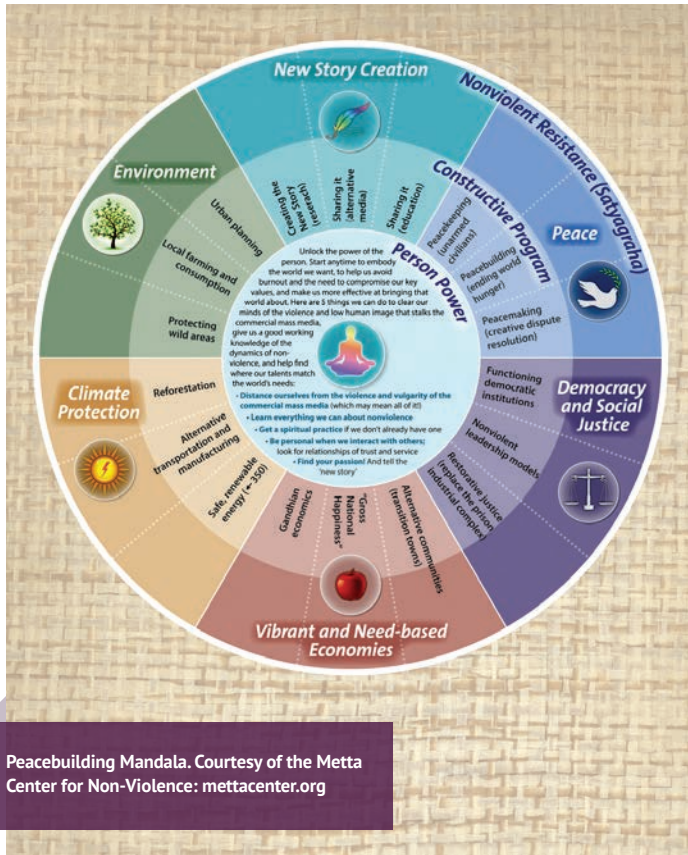 New Story Creation
Creating the
New Story
(reserach)
Sharing it
(alternative
media)
Sharing it
(education)
Nonviolent Resistance (Satyagraha)
Constructive Program
Person Power
Peace
Peacekeeping
(unarmed
civilians)
Peacebuilding
(ending world
hunger)
Peacemaking
(creative dispute
resolution)
Democracy
and Social
Justice
Functioning
democratic
institutions
Nonviolent
leadership models
Restorative justice
(replace the prison
industrial complex)
Vibrant and Need-based
Economies
Alternative communities
(transition towns)
"Gross
National
Happiness"
Gandhian
economics
Climate
Protection
Safe, renewable
energy (←350)
Alternative
transportation and
manufacturing
Reforestation
Environment
Protecting
wild areas
Local farming and
consumption
Urban planning
Unlock the power of the
person. Start anytime to embody
the world we want, to help us avoid
burnout and the need to compromise our key
values, and make us more effective at bringing that
world about. Here are 5 things we can do to clear our
minds of the violence and low human image that stalks the
commercial mass media,
give us a good working
knowledge of the
dynamics of non-
violence, and help find
where our talents match
the world's needs:
• Distance ourselves from the violence and vulgarity of the
commercial mass media (which may mean all of it!)
• Learn everything we can about nonviolence
• Get a spiritual practice if we don't already have one
• Be personal when we interact with others;
look for relationships of trust and service
• Find your passion! And tell the
'new story'
Peacebuilding Mandala. Courtesy of the Metta
Center for Non-Violence: mettacenter.org